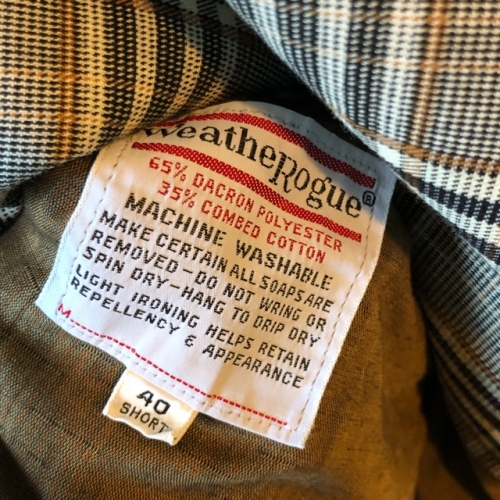 WeatheRogue®
65% DACRON POLYESTER
35% COMBED COTTON
MACHINE WASHABLE
MAKE CERTAIN ALL SOAPS ARE
REMOVED-DO NOT WRING OR
SPIN DRY-HANG TO DRIP DRY
LIGHT IRONING HELPS RETAIN
REPELLENCY & APPEARANCE
M
40
SHORT